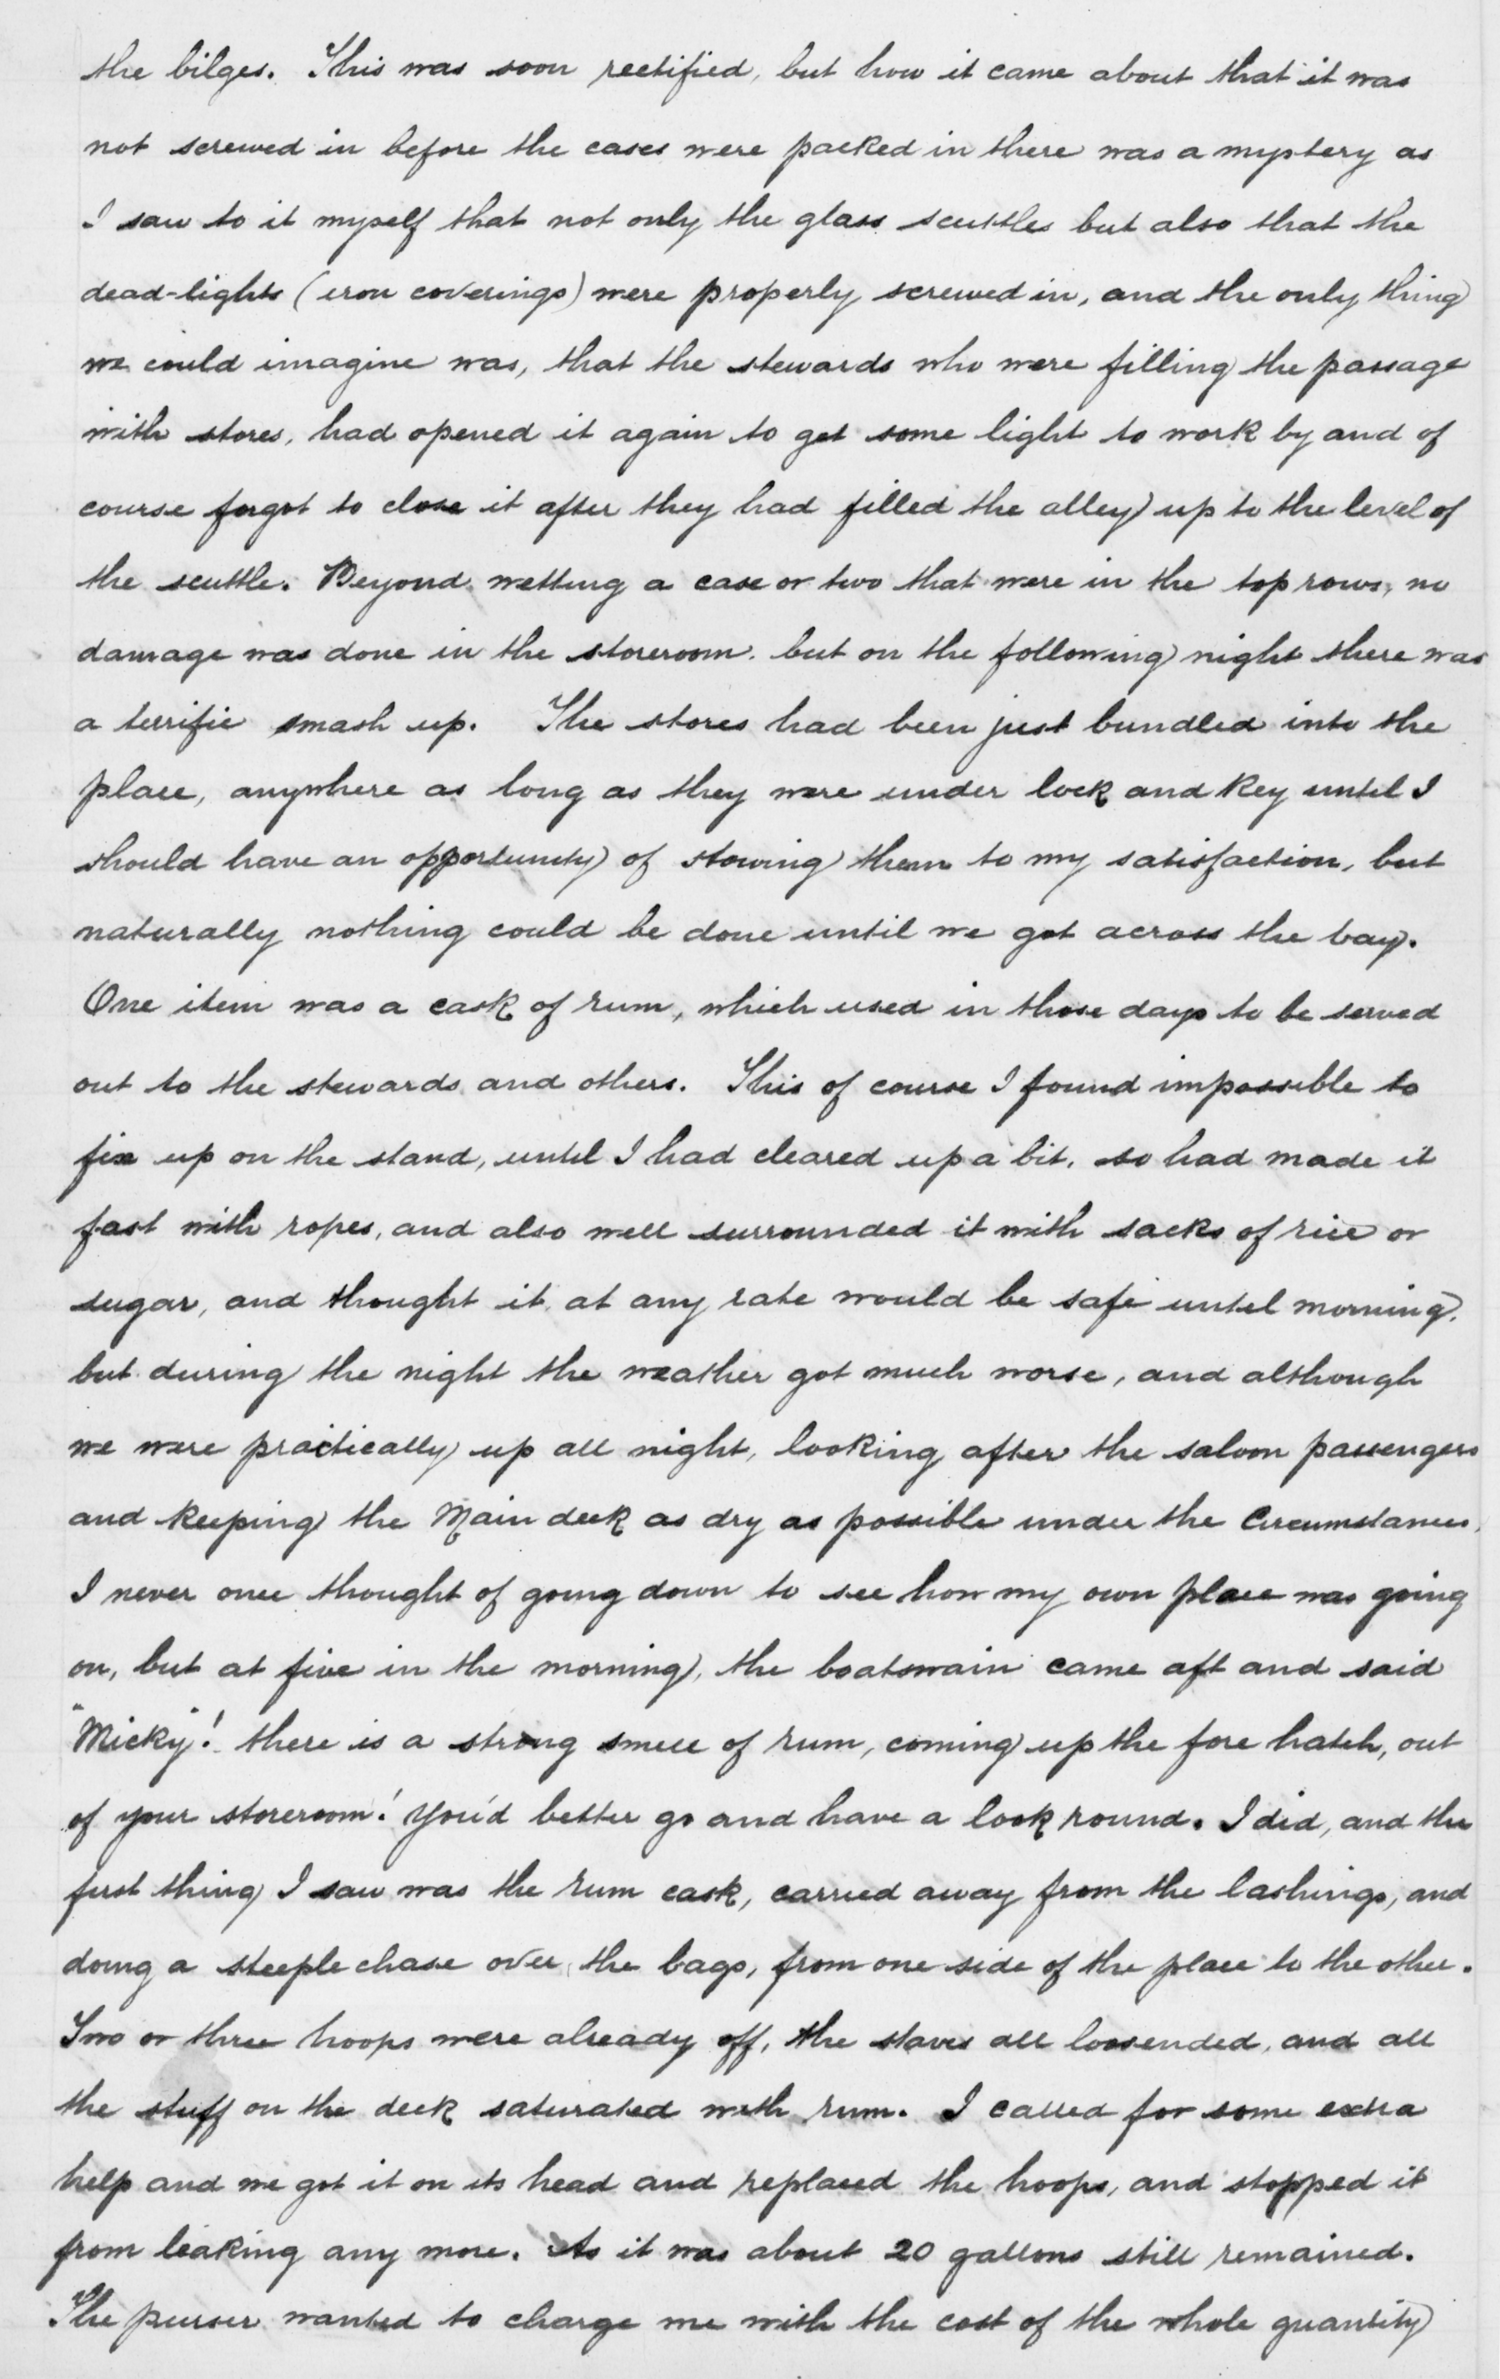 the bilges. This was soon rectified, but how it came about that it was
not screwed in before the cases were packed in there was a mystery as
I saw to it myself that not only the glass scuttles but also that the
dead-lights (iron coverings) were properly screwed in, and the only thing
we could imagine was, that the stewards who were filling the passage
with stores, had opened it again to get some light to work by and of
course forgot to close it after they had filled the alley up to the level of
the scuttle. Beyond wetting a case or two that were in the top rows, no
damage was done in the storeroom. but on the following night there was
a terrific smash up. The stores had been just bundled into the
place, anywhere as long as they were under lock and key until I
should have an opportunity of stowing them to my satisfaction, but
naturally nothing could be done until we got across the bay.
One item was a cask of rum, which used in those days to be served
out to the stewards and others. This of course I found impossible to
fix up on the stand, until I had cleared up a bit, so had made it
fast with ropes, and also well surrounded it with sacks of rice or
sugar, and thought it at any rate would be safe until morning,
but during the night the weather got much worse, and although
we were practically up all night, looking after the saloon passengers
and keeping the Main deck as dry as possible under the Circumstances,
I never once thought of going down to see how my own place was going
on, but at five in the morning, the boatswain came aft and said
"Micky"! there is a strong smell of rum, coming up the fore hatch, out
of your storeroom! You'd better go and have a look round. I did, and the
first thing I saw was the rum cask, carried away from the lashings, and
doing a steeple chase over the bags, from one side of the place to the other.
Two or three hoops were already off, the staves all loosended, and all
the stuff on the deck saturated with rum. I called for some extra
help and we got it on its head and replaced the hoops, and stopped it
from leaking any more. As it was about 20 gallons still remained.
The purser wanted to charge me with the cost of the whole quantity